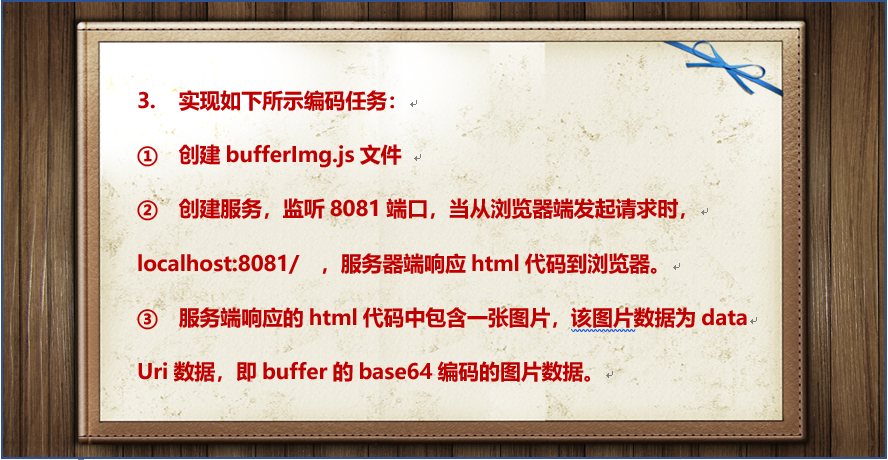 3. 实现如下所示编码任务：
① 创建 bufferImg.js 文件
② 创建服务，监听 8081 端口，当从浏览器端发起请求时，
localhost:8081/ ，服务器端响应 html 代码到浏览器。
③ 服务端响应的 html 代码中包含一张图片，该图片数据为 data
Uri 数据，即 buffer 的 base64 编码的图片数据。